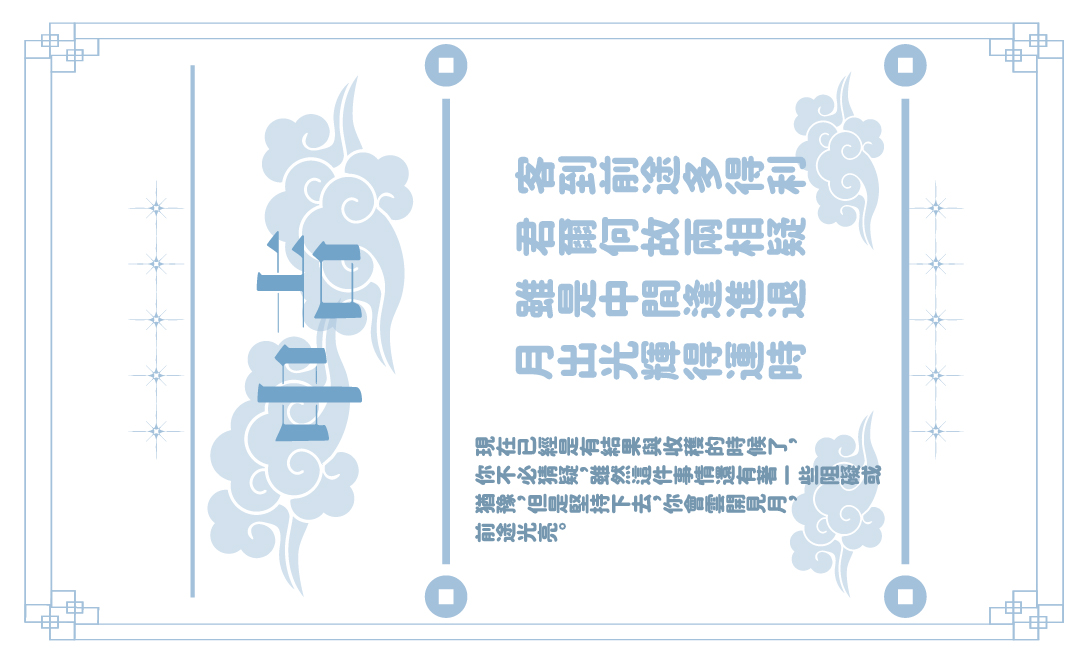 中吉
客到前途多得利
君爾何故兩相疑
雖是中間逢進退
月出光輝得運時
現在已經是有結果與收穫的時候了，
你不必猜疑，雖然這件事情還有著一些阻礙或
猶豫，但是堅持下去，你會雲開見月，
前途光亮。